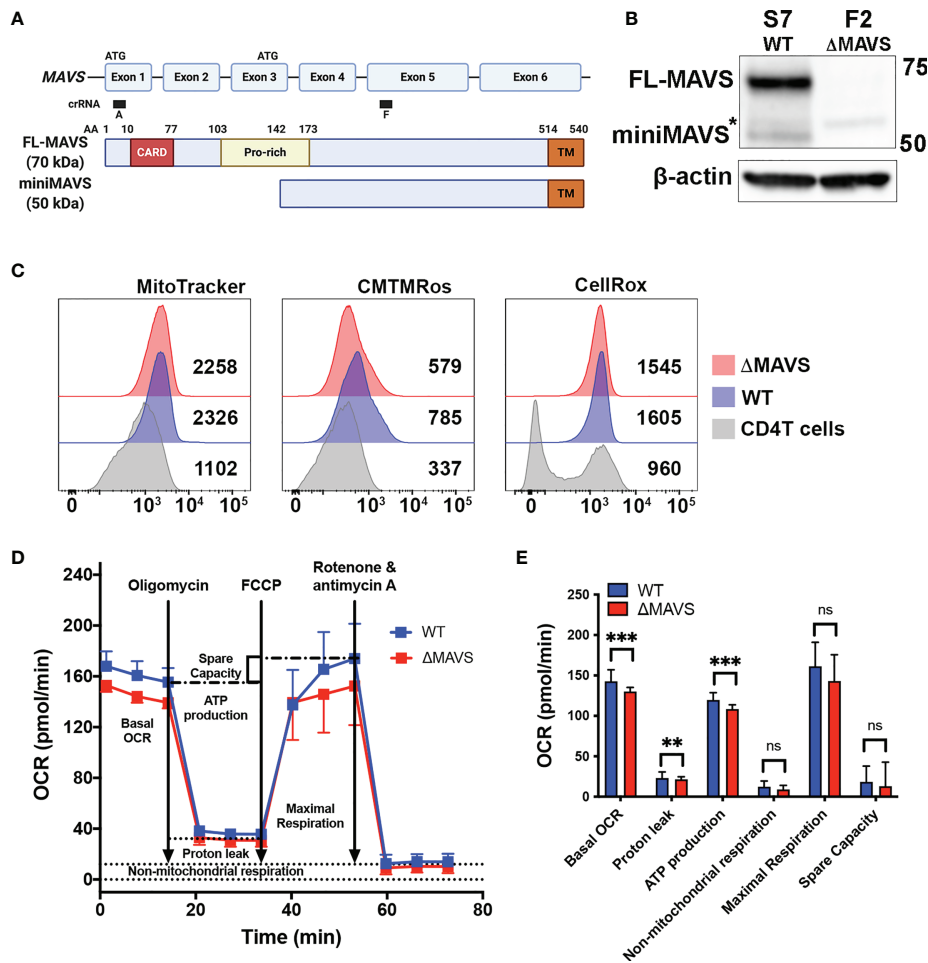 A
ATG ATG
MAVS Exon 1 Exon 2 Exon 3 Exon 4 Exon 5 Exon 6
crRNA
A F
AA 1 10 77 103 142 173 514 540
FL-MAVS
(70 kDa)
CARD Pro-rich TM
miniMAVS
(50 kDa)
TM
B
S7 F2
WT ΔMAVS
FL-MAVS 75
miniMAVS* 50
β-actin
C
MitoTracker CMTMRos CellRox
2258 579 1545
2326 785 1605
1102 337 960
0 10³ 10⁴ 10⁵ 0 10³ 10⁴ 10⁵ 0 10³ 10⁴ 10⁵
ΔMAVS
WT
CD4T cells
D
OCR (pmol/min)
240
200
160
120
80
40
0
0 20 40 60 80
Time (min)
Oligomycin FCCP Rotenone &
antimycin A
WT
ΔMAVS
Spare
Capacity
ATP
production
Basal
OCR
Maximal
Respiration
Proton leak
Non-mitochondrial respiration
E
WT
ΔMAVS
OCR (pmol/min)
250
200
150
100
50
0
*** ** *** ns ns ns
Basal OCR
Proton leak
ATP production
Non-mitochondrial respiration
Maximal Respiration
Spare Capacity